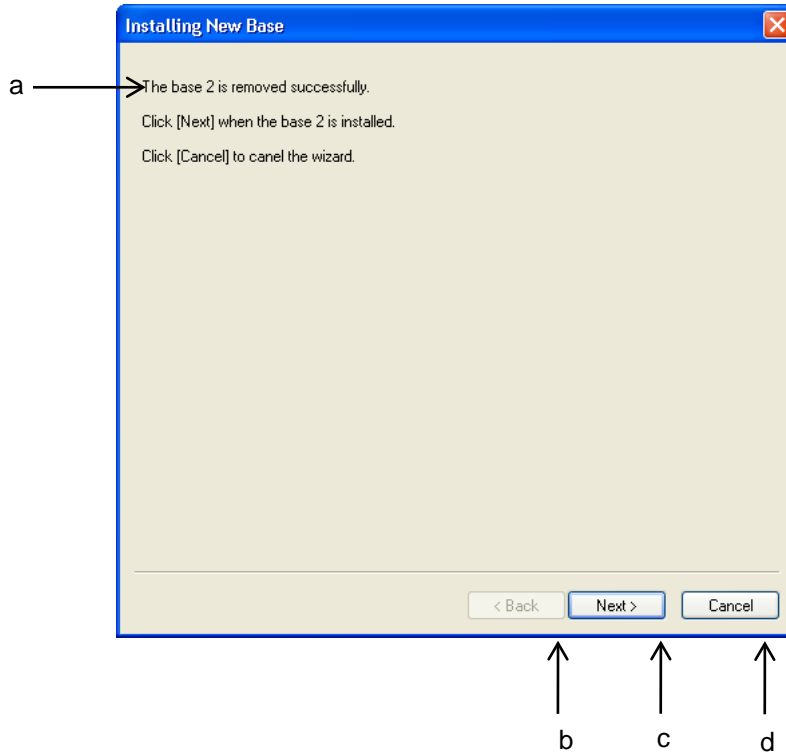 Installing New Base
a
The base 2 is removed successfully.
Click [Next] when the base 2 is installed.
Click [Cancel] to canel the wizard.
< Back Next > Cancel
b c d